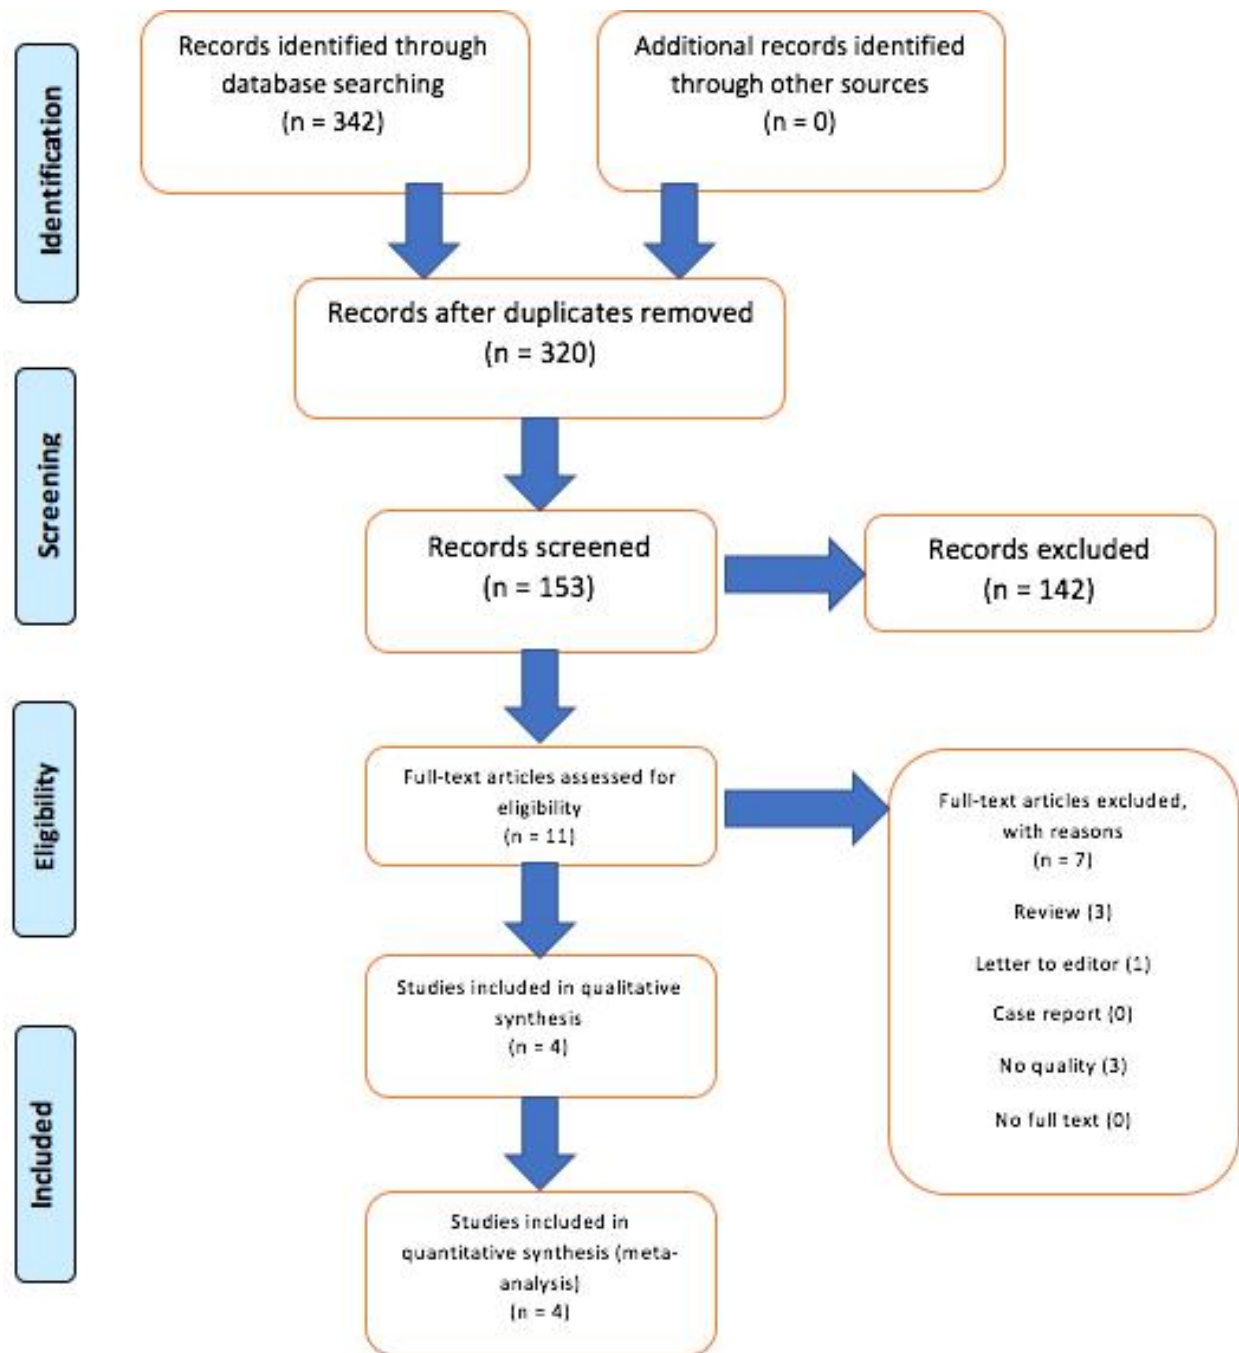 Identification
Records identified through
database searching
(n = 342)
Additional records identified
through other sources
(n = 0)
Records after duplicates removed
(n = 320)
Screening
Records screened
(n = 153)
Records excluded
(n = 142)
Eligibility
Full-text articles assessed for
eligibility
(n = 11)
Full-text articles excluded,
with reasons
(n = 7)
Review (3)
Letter to editor (1)
Case report (0)
No quality (3)
No full text (0)
Studies included in qualitative
synthesis
(n = 4)
Included
Studies included in
quantitative synthesis (meta-
analysis)
(n = 4)